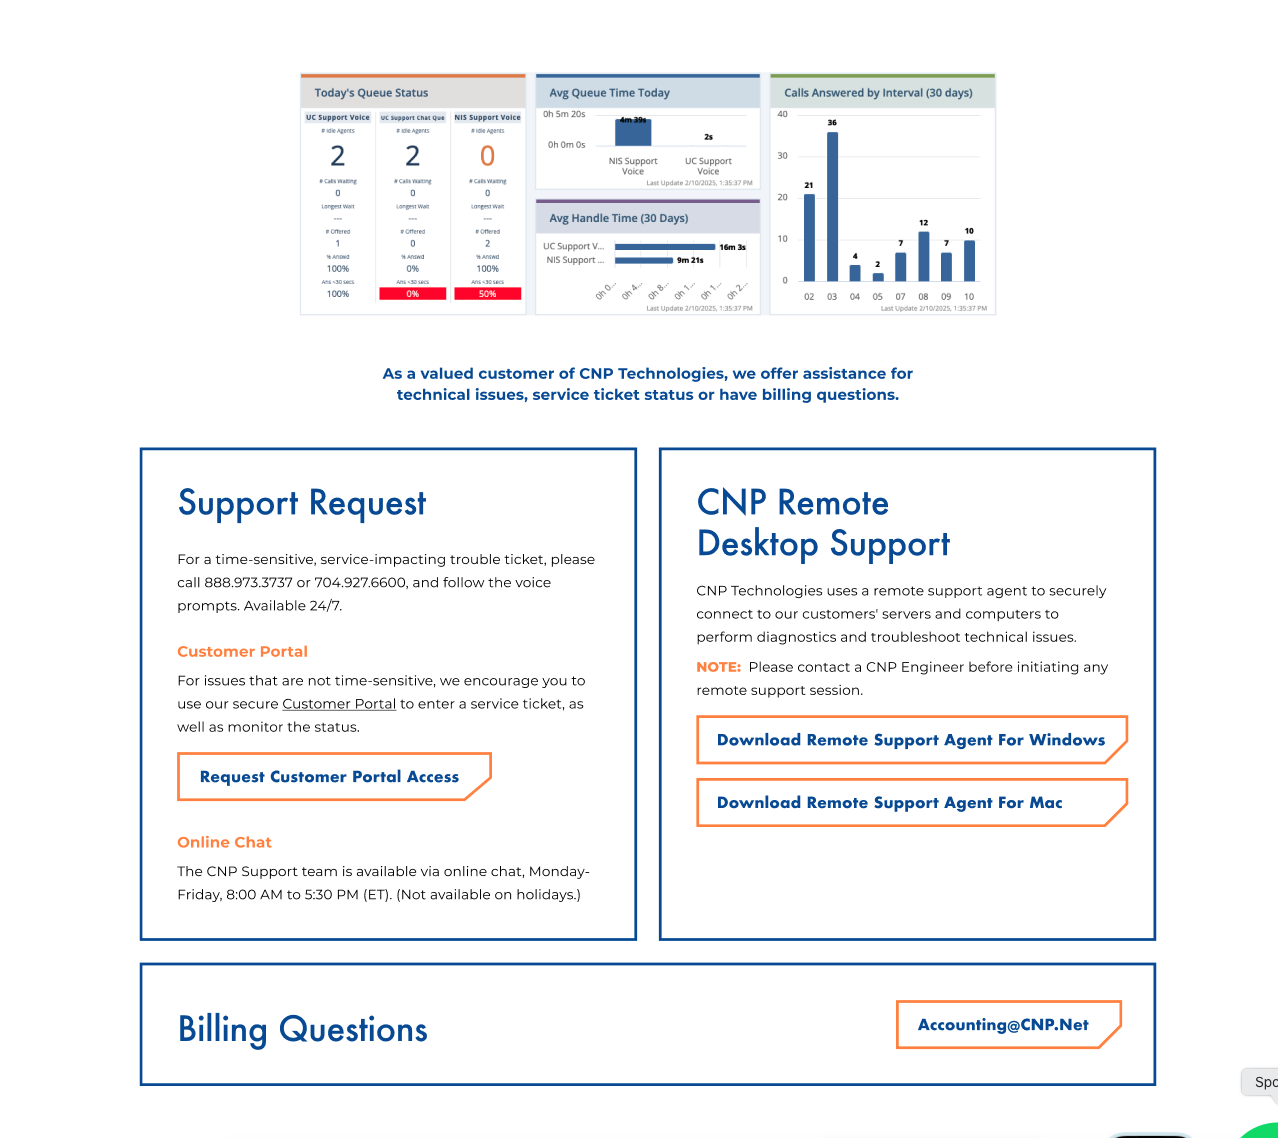 Today's Queue Status
UC Support Voice
# Idle Agents
2
# Calls Waiting
0
Longest Wait
---
# Offered
1
% Answd
100%
Ans <30 secs
100%
UC Support Chat Que
# Idle Agents
2
# Calls Waiting
0
Longest Wait
---
# Offered
0
% Answd
0%
Ans <30 secs
0%
NIS Support Voice
# Idle Agents
0
# Calls Waiting
0
Longest Wait
---
# Offered
2
% Answd
100%
Ans <30 secs
50%
Avg Queue Time Today
0h 5m 20s
0h 0m 0s
4m 39s
2s
NIS Support
Voice
UC Support
Voice
Last Update 2/10/2025, 1:35:37 PM
Avg Handle Time (30 Days)
UC Support V...
16m 3s
NIS Support ...
9m 21s
0h 0...
0h 4...
0h 8...
0h 1...
0h 1...
0h 2...
Last Update 2/10/2025, 1:35:37 PM
Calls Answered by Interval (30 days)
40
30
20
10
0
21
36
4
2
7
12
7
10
02 03 04 05 07 08 09 10
Last Update 2/10/2025, 1:35:37 PM
As a valued customer of CNP Technologies, we offer assistance for
technical issues, service ticket status or have billing questions.
Support Request
For a time-sensitive, service-impacting trouble ticket, please
call 888.973.3737 or 704.927.6600, and follow the voice
prompts. Available 24/7.
Customer Portal
For issues that are not time-sensitive, we encourage you to
use our secure Customer Portal to enter a service ticket, as
well as monitor the status.
Request Customer Portal Access
Online Chat
The CNP Support team is available via online chat, Monday-
Friday, 8:00 AM to 5:30 PM (ET). (Not available on holidays.)
CNP Remote
Desktop Support
CNP Technologies uses a remote support agent to securely
connect to our customers' servers and computers to
perform diagnostics and troubleshoot technical issues.
NOTE: Please contact a CNP Engineer before initiating any
remote support session.
Download Remote Support Agent For Windows
Download Remote Support Agent For Mac
Billing Questions
Accounting@CNP.Net